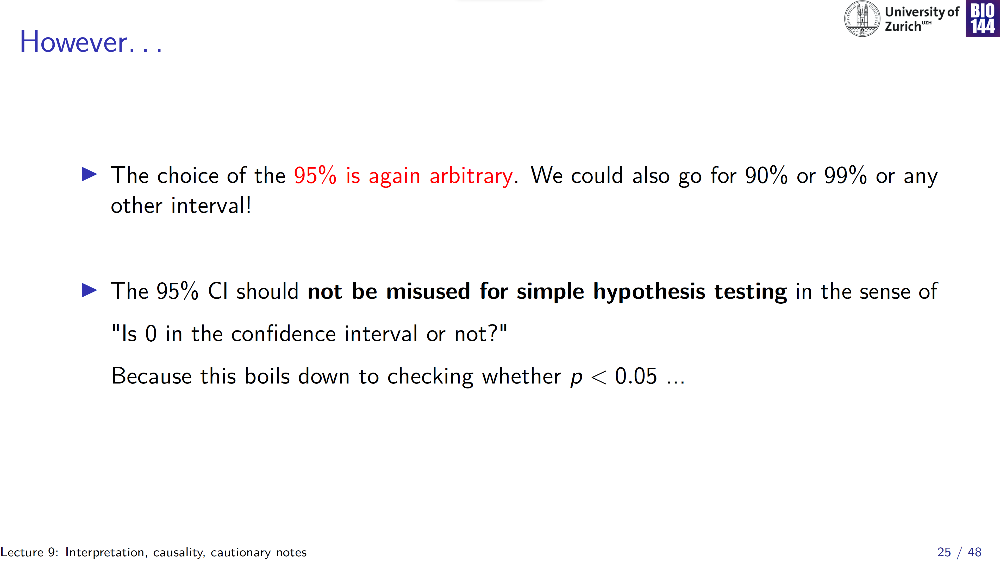 University of
Zurich UZH
BIO
144
However. . .
The choice of the 95% is again arbitrary. We could also go for 90% or 99% or any
other interval!
The 95% CI should not be misused for simple hypothesis testing in the sense of
"Is 0 in the confidence interval or not?"
Because this boils down to checking whether p < 0.05 ...
Lecture 9: Interpretation, causality, cautionary notes
25 / 48